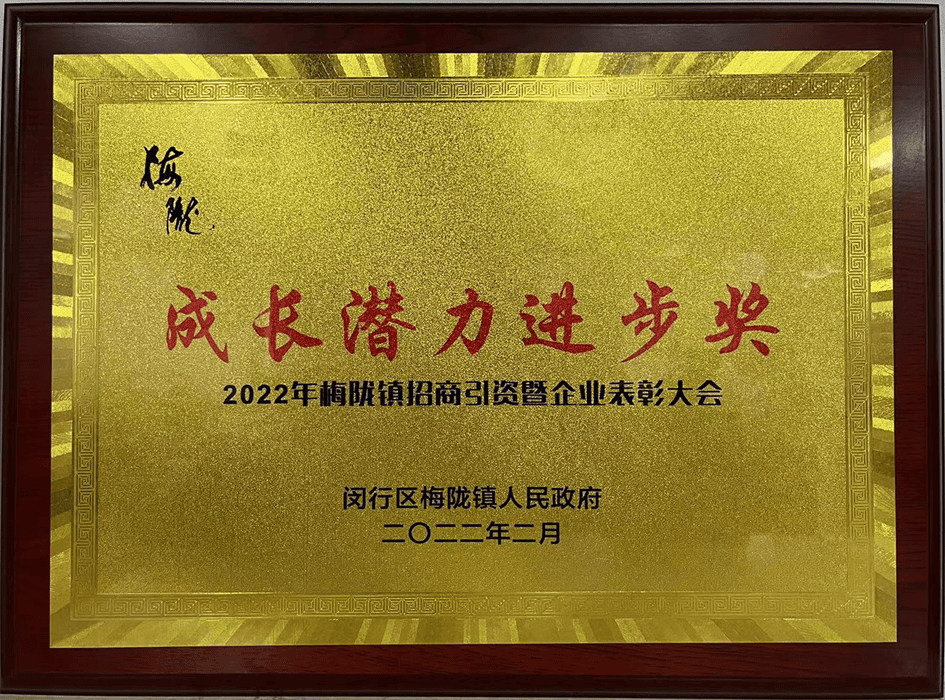 梅
陇
成长潜力进步奖
2022年梅陇镇招商引资暨企业表彰大会
闵行区梅陇镇人民政府
二〇二二年二月